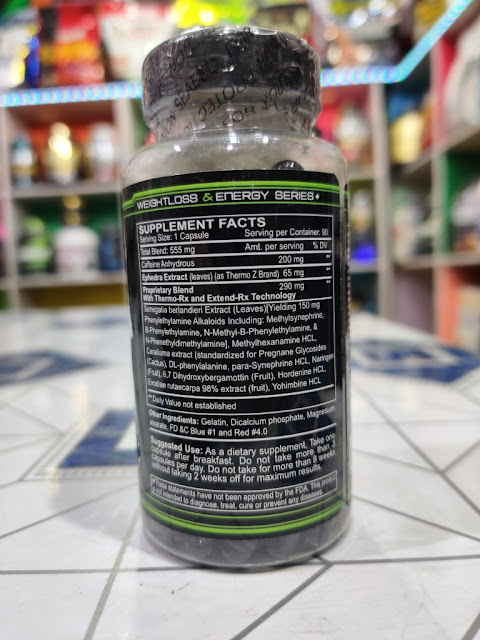 WEIGHTLOSS & ENERGY SERIES
SUPPLEMENT FACTS
Serving Size: 1 Capsule Serving per Container: 90
Total Blend: 555 mg Amt. per serving % DV
Caffeine Anhydrous 200 mg **
Ephedra Extract (leaves) (as Thermo Z Brand) 65 mg **
Proprietary Blend 290 mg **
With Thermo-Rx and Extend-Rx Technology
Senegalia berlandieri Extract (Leaves)[Yielding 150 mg
Phenylethylamine Alkaloids Including: Methylsynephrine,
B-Phenylethylamine, N-Methyl-B-Phenylethylamine, &
N-Phenethyldimethylamine], Methylhexanamine HCL,
Caralluma extract (standardized for Pregnane Glycosides
(Cactus), DL-phenylalanine, para-Synephrine HCL, Naringen
(Fruit), 6,7 Dihydroxybergamottin (Fruit), Hordenine HCL,
Evodiae rutaecarpa 98% extract (fruit), Yohimbine HCL
**Daily Value not established
Other Ingredients: Gelatin, Dicalcium phosphate, Magnesium
stearate, FD &C Blue #1 and Red #4.0
Suggested Use: As a dietary supplement, Take one
capsule after breakfast. Do not take more than 3
capsules per day. Do not take for more than 8 weeks
without taking 2 weeks off for maximum results.
*These statements have not been approved by the FDA. This product
is not intended to diagnose, treat, cure or prevent any diseases.